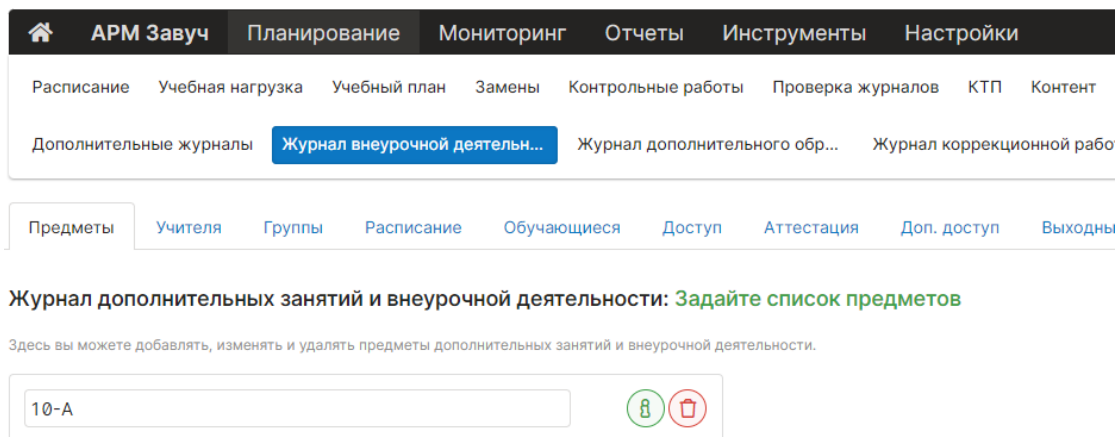 АРМ Завуч Планирование Мониторинг Отчеты Инструменты Настройки
Расписание Учебная нагрузка Учебный план Замены Контрольные работы Проверка журналов КТП Контент
Дополнительные журналы Журнал внеурочной деятельн... Журнал дополнительного обр... Журнал коррекционной рабо
Предметы Учителя Группы Расписание Обучающиеся Доступ Аттестация Доп. доступ Выходны
Журнал дополнительных занятий и внеурочной деятельности: Задайте список предметов
Здесь вы можете добавлять, изменять и удалять предметы дополнительных занятий и внеурочной деятельности.
10-А